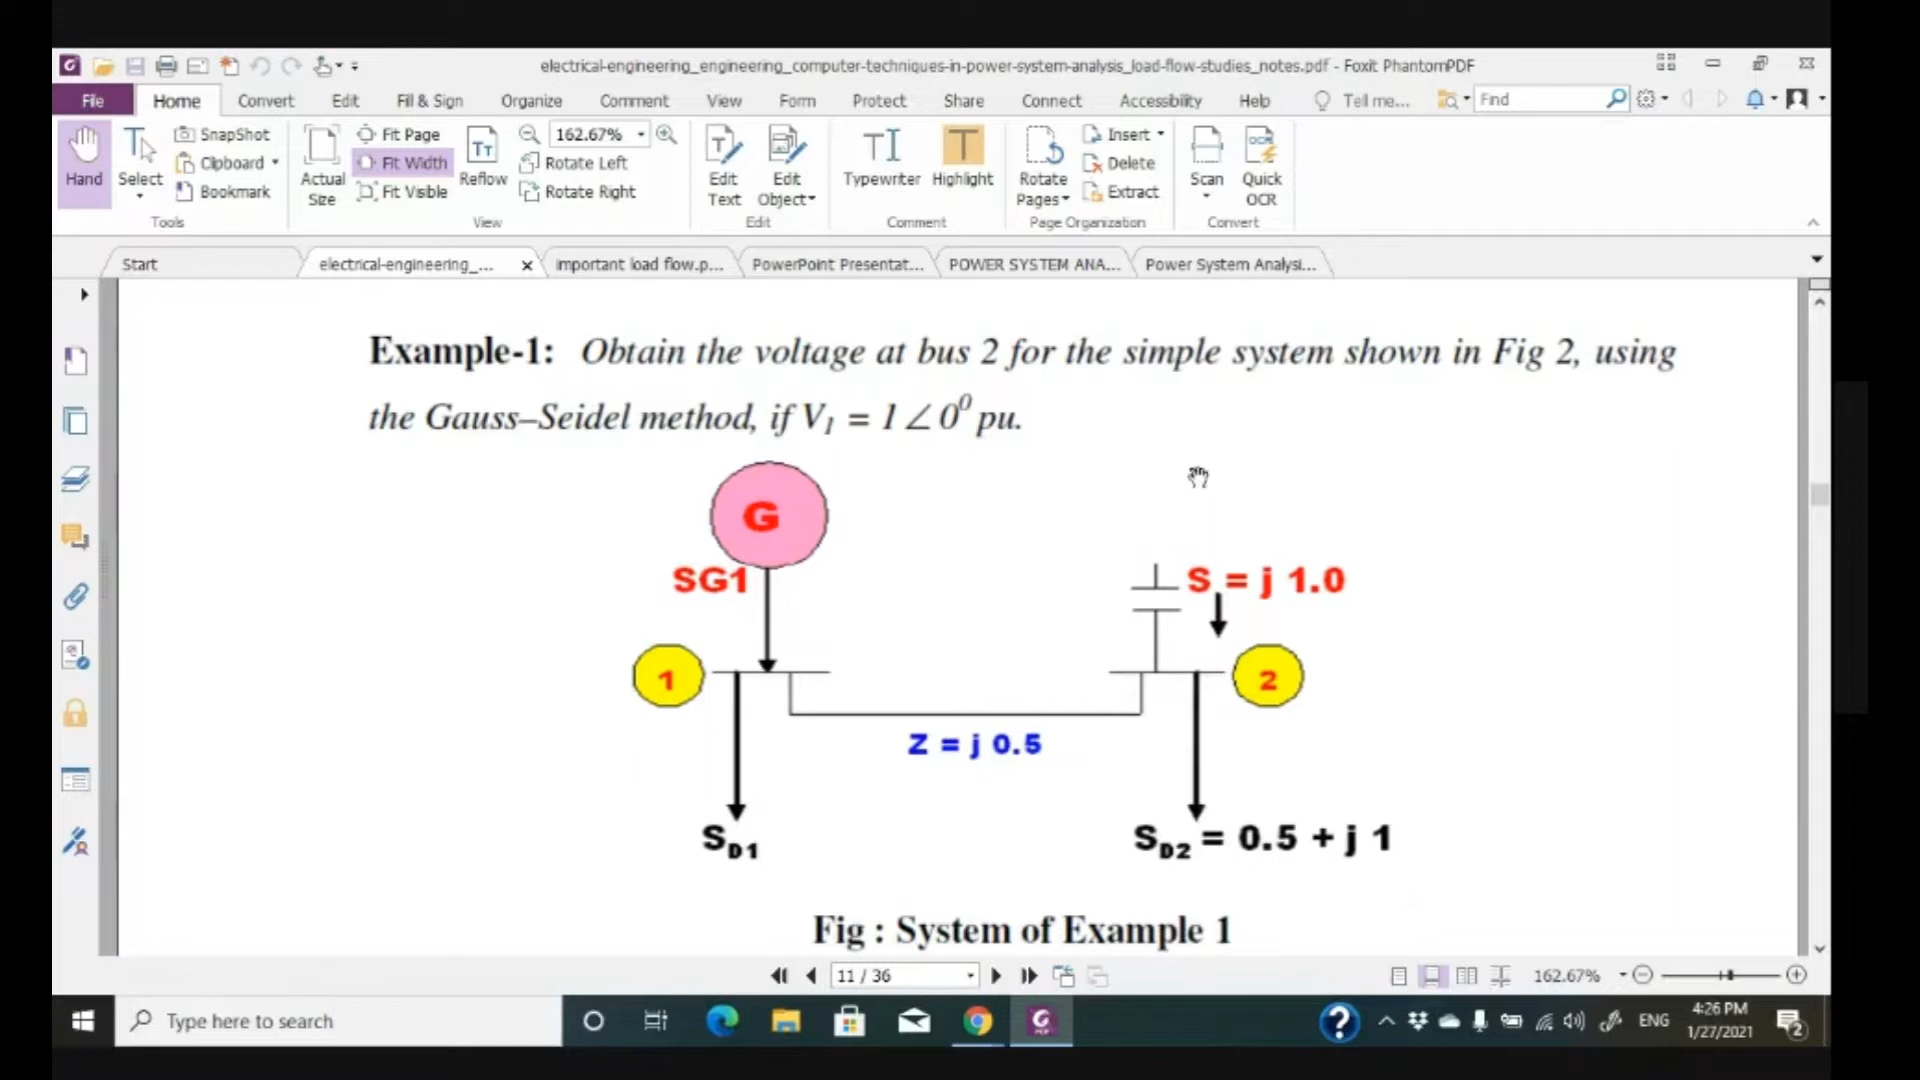 electrical-engineering_engineering_computer-techniques-in-power-system-analysis_load-flow-studies_notes.pdf - Foxit PhantomPDF
File Home Convert Edit Fill & Sign Organize Comment View Form Protect Share Connect Accessibility Help Tell me... Find
Hand Select SnapShot Clipboard Bookmark
Actual Size Fit Page Fit Width Fit Visible Reflow 162.67% Rotate Left Rotate Right
Edit Text Edit Object Typewriter Highlight Rotate Pages Insert Delete Extract Scan Quick OCR
Tools View Edit Comment Page Organization Convert
Start electrical-engineering_... important load flow.p... PowerPoint Presentat... POWER SYSTEM ANA... Power System Analysi...
Example-1: Obtain the voltage at bus 2 for the simple system shown in Fig 2, using
the Gauss–Seidel method, if V₁ = 1 ∠ 0⁰ pu.
G
SG1
S = j 1.0
1
2
Z = j 0.5
S_D1
S_D2 = 0.5 + j 1
Fig : System of Example 1
11 / 36 162.67%
Type here to search ENG 4:26 PM
1/27/2021 2